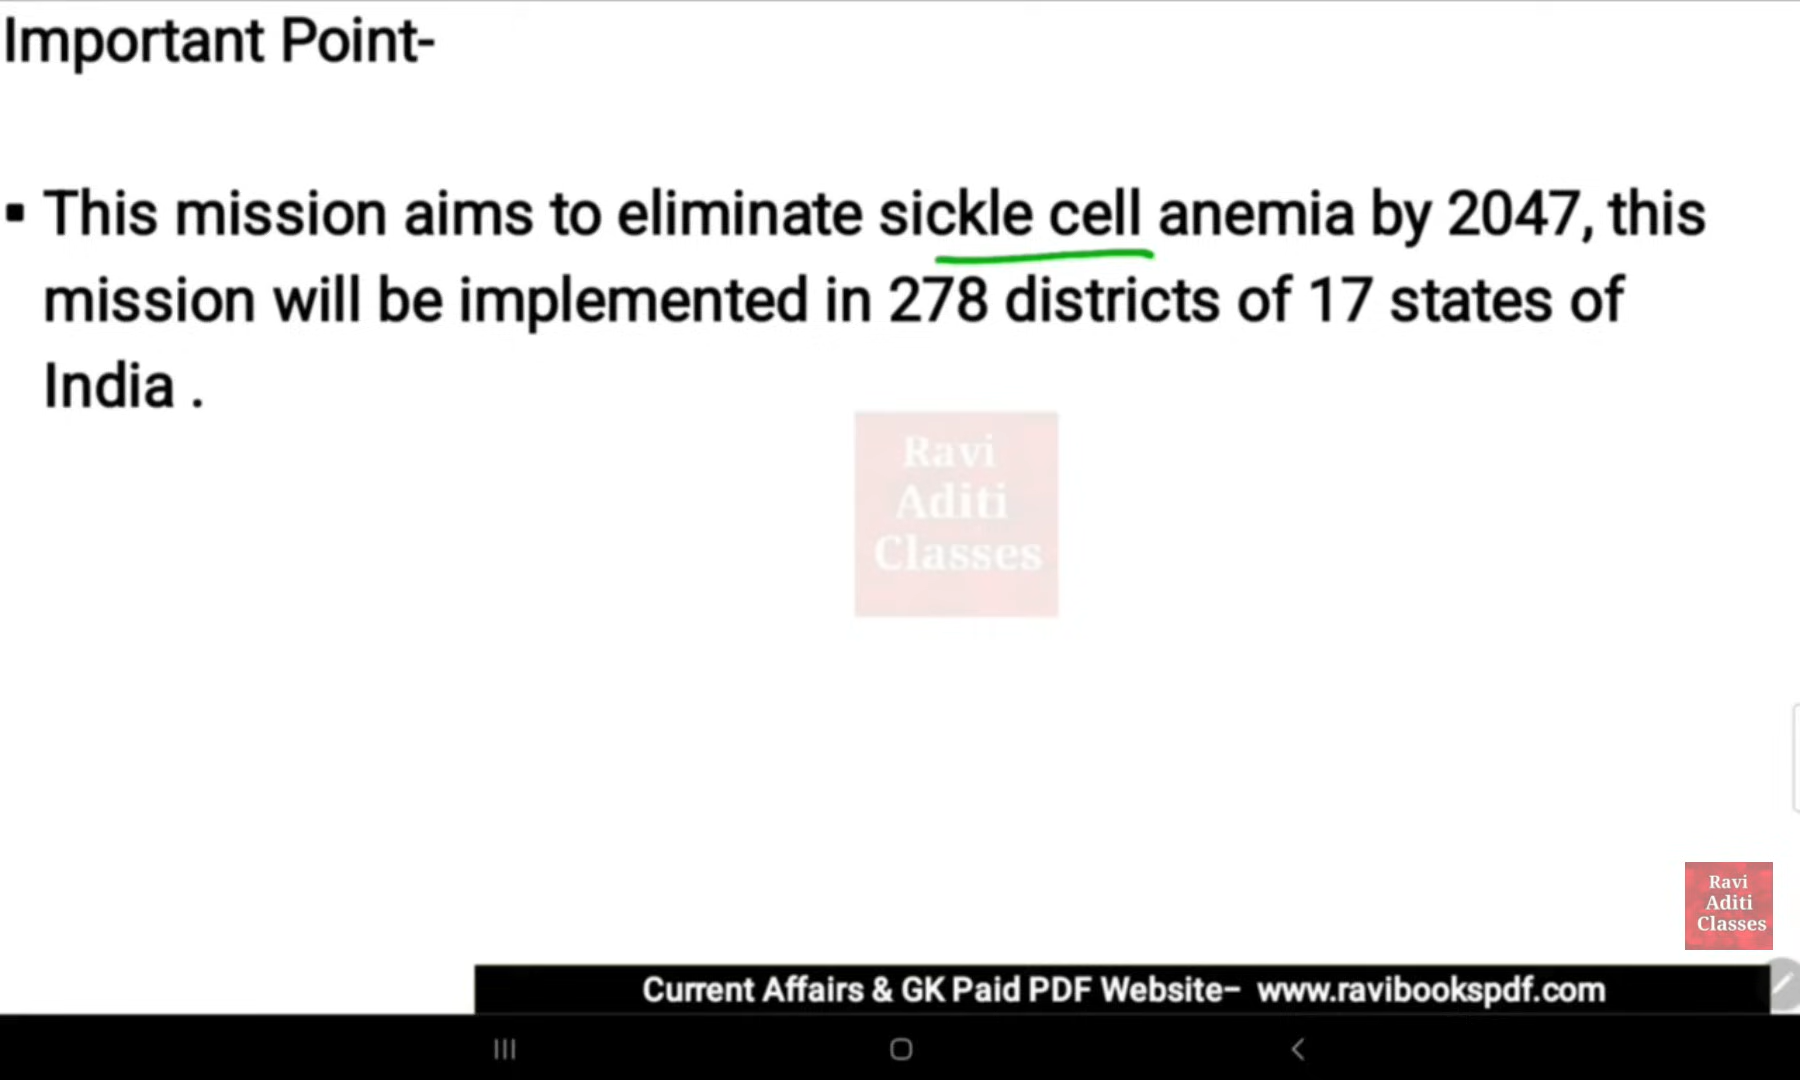 Important Point-
▪ This mission aims to eliminate sickle cell anemia by 2047, this
mission will be implemented in 278 districts of 17 states of
India .
Ravi
Aditi
Classes
Ravi
Aditi
Classes
Current Affairs & GK Paid PDF Website– www.ravibookspdf.com